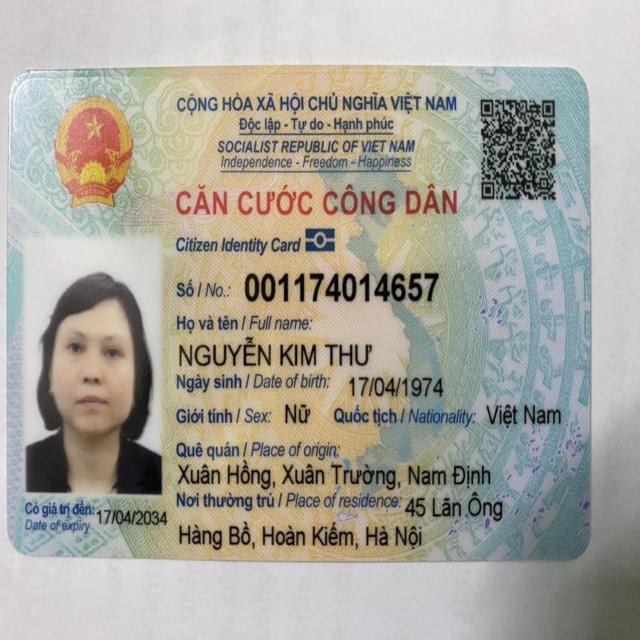 CỘNG HÒA XÃ HỘI CHỦ NGHĨA VIỆT NAM
Độc lập - Tự do - Hạnh phúc
SOCIALIST REPUBLIC OF VIET NAM
Independence - Freedom - Happiness
CĂN CƯỚC CÔNG DÂN
Citizen Identity Card
Số / No.: 001174014657
Họ và tên / Full name:
NGUYỄN KIM THƯ
Ngày sinh / Date of birth: 17/04/1974
Giới tính / Sex: Nữ Quốc tịch / Nationality: Việt Nam
Quê quán / Place of origin:
Xuân Hồng, Xuân Trường, Nam Định
Nơi thường trú / Place of residence: 45 Lãn Ông
Hàng Bồ, Hoàn Kiếm, Hà Nội
Có giá trị đến: 17/04/2034
Date of expiry